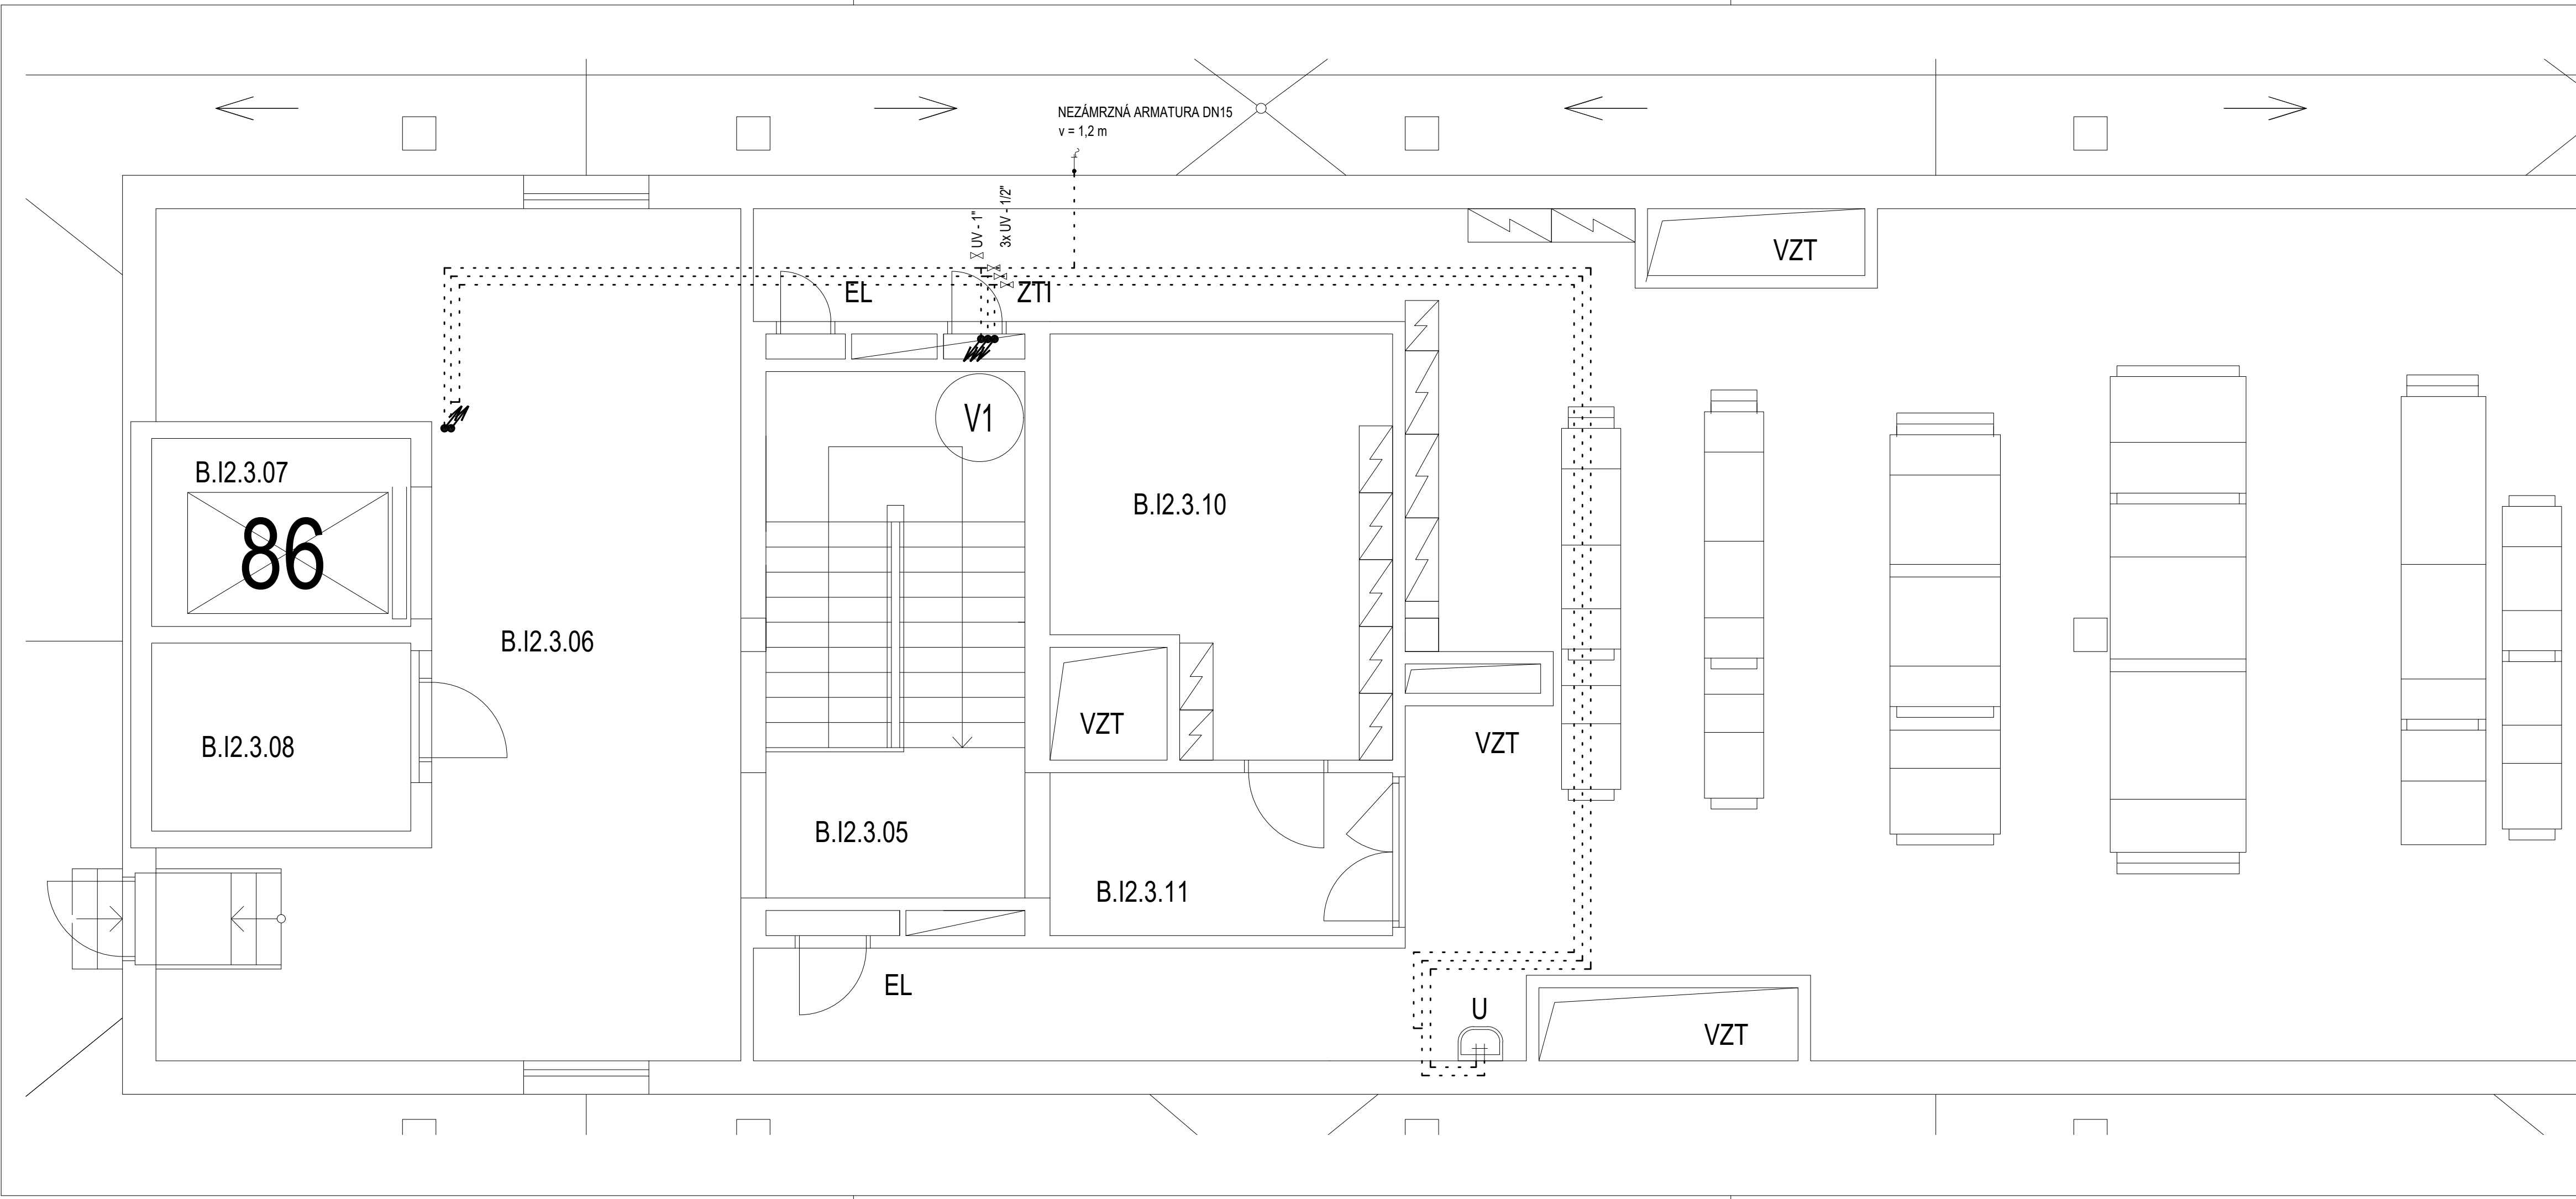 NEZÁMRZNÁ ARMATURA DN15
v = 1,2 m
UV - 1"
3x UV - 1/2"
VZT
EL
ZTI
V1
B.I2.3.07
86
B.I2.3.10
B.I2.3.06
B.I2.3.08
VZT
VZT
B.I2.3.05
B.I2.3.11
EL
U
VZT